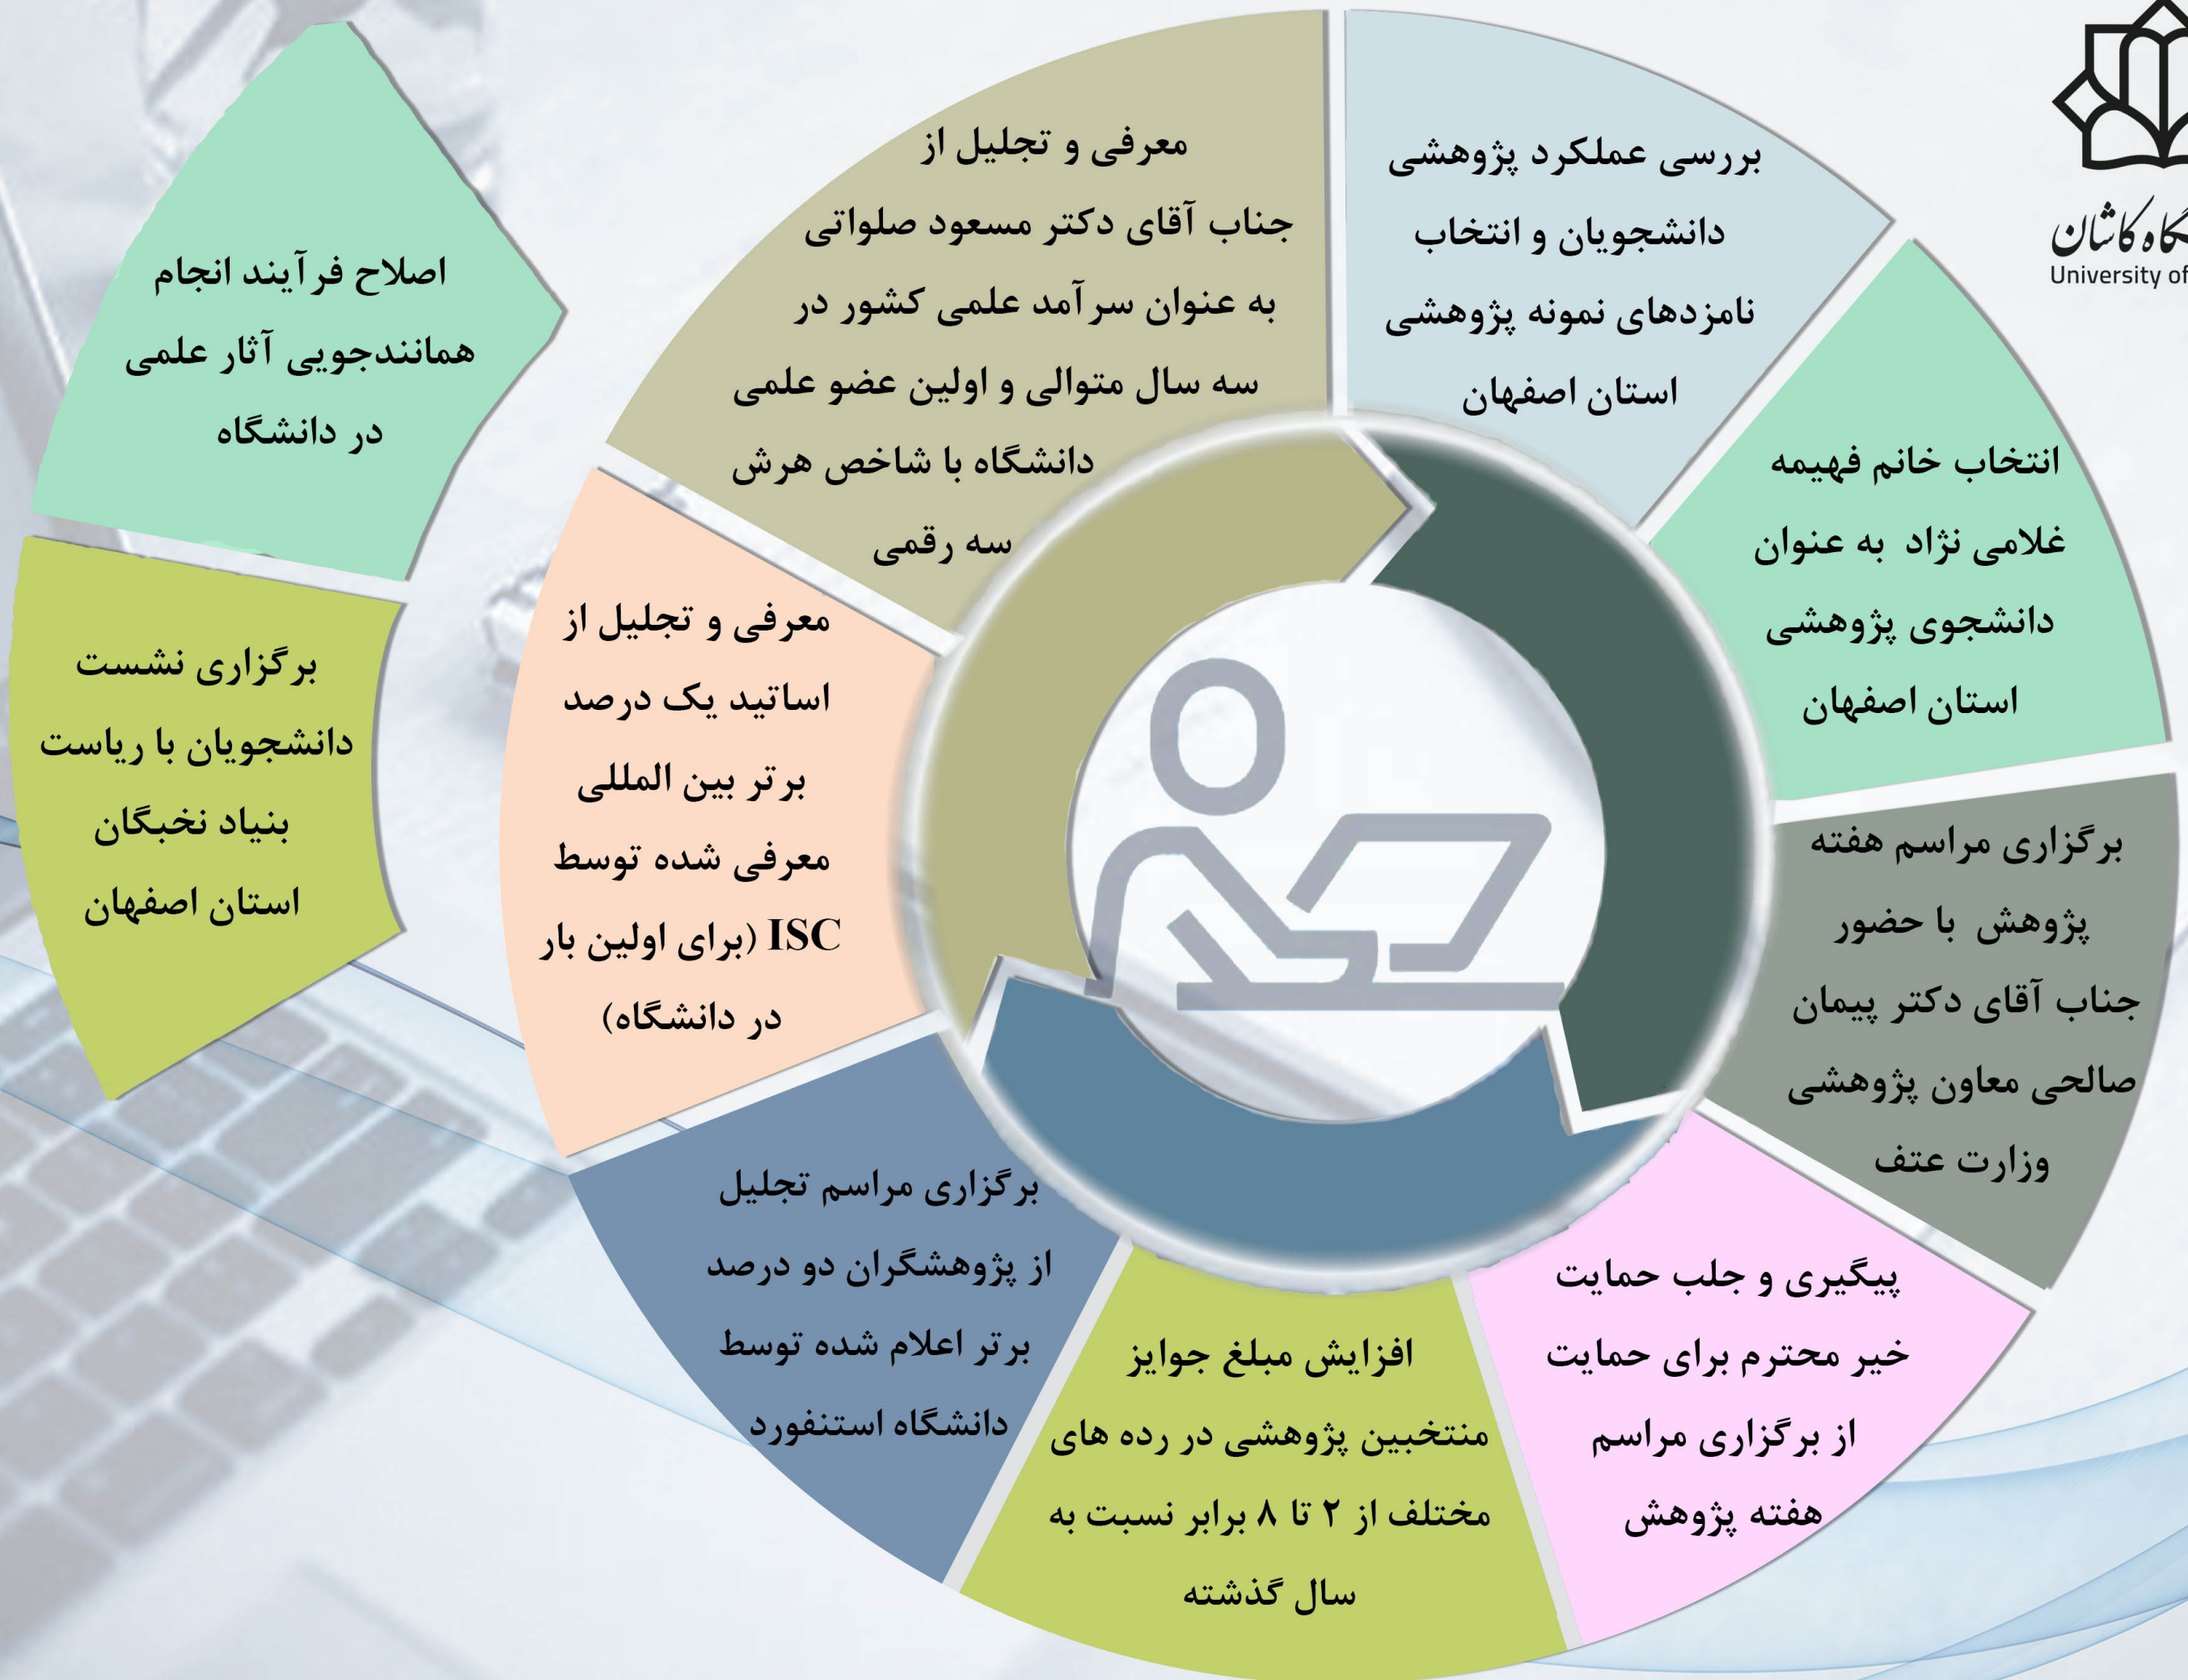 گاه کاشان
University of
بررسی عملکرد پژوهشی
دانشجویان و انتخاب
نامزدهای نمونه پژوهشی
استان اصفهان
انتخاب خانم فهیمه
غلامی نژاد به عنوان
دانشجوی پژوهشی
استان اصفهان
برگزاری مراسم هفته
پژوهش با حضور
جناب آقای دکتر پیمان
صالحی معاون پژوهشی
وزارت عتف
پیگیری و جلب حمایت
خیر محترم برای حمایت
از برگزاری مراسم
هفته پژوهش
افزایش مبلغ جوایز
منتخبین پژوهشی در رده های
مختلف از ۲ تا ۸ برابر نسبت به
سال گذشته
برگزاری مراسم تجلیل
از پژوهشگران دو درصد
برتر اعلام شده توسط
دانشگاه استنفورد
معرفی و تجلیل از
اساتید یک درصد
برتر بین المللی
معرفی شده توسط
ISC (برای اولین بار
در دانشگاه)
معرفی و تجلیل از
جناب آقای دکتر مسعود صلواتی
به عنوان سرآمد علمی کشور در
سه سال متوالی و اولین عضو علمی
دانشگاه با شاخص هرش
سه رقمی
برگزاری نشست
دانشجویان با ریاست
بنیاد نخبگان
استان اصفهان
اصلاح فرآیند انجام
همانندجویی آثار علمی
در دانشگاه